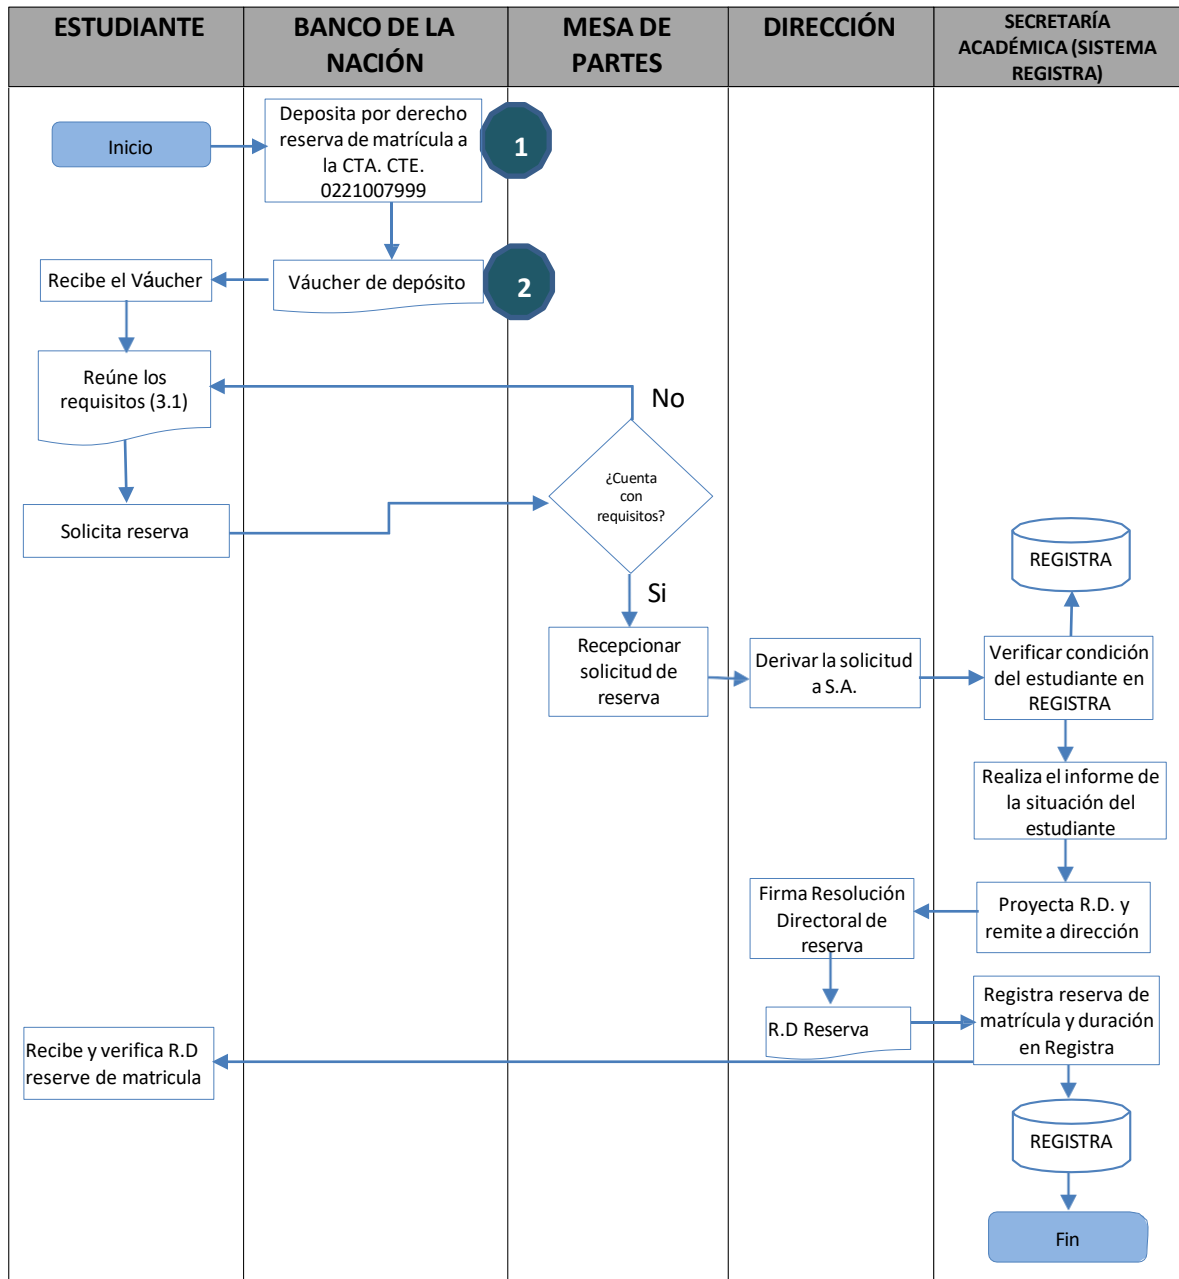 ESTUDIANTE
BANCO DE LA
NACIÓN
MESA DE
PARTES
DIRECCIÓN
SECRETARÍA
ACADÉMICA (SISTEMA
REGISTRA)
Inicio
Deposita por derecho
reserva de matrícula a
la CTA. CTE.
0221007999
1
Recibe el Váucher
Váucher de depósito
2
Reúne los
requisitos (3.1)
No
¿Cuenta
con
requisitos?
Solicita reserva
Si
REGISTRA
Recepcionar
solicitud de
reserva
Derivar la solicitud
a S.A.
Verificar condición
del estudiante en
REGISTRA
Realiza el informe de
la situación del
estudiante
Proyecta R.D. y
remite a dirección
Firma Resolución
Directoral de
reserva
R.D Reserva
Registra reserva de
matrícula y duración
en Registra
Recibe y verifica R.D
reserve de matricula
REGISTRA
Fin